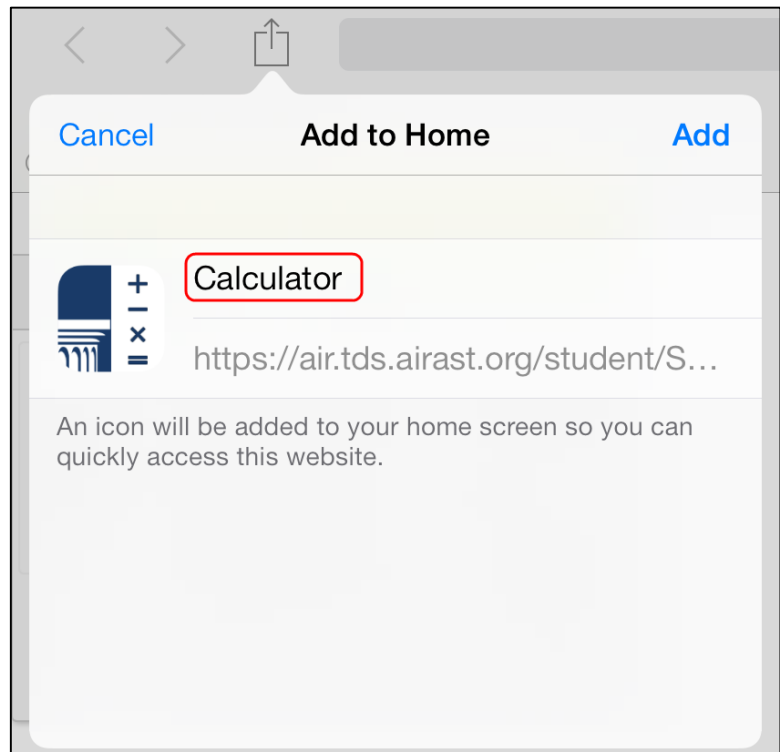 Cancel Add to Home Add
Calculator
https://air.tds.airast.org/student/S...
An icon will be added to your home screen so you can
quickly access this website.